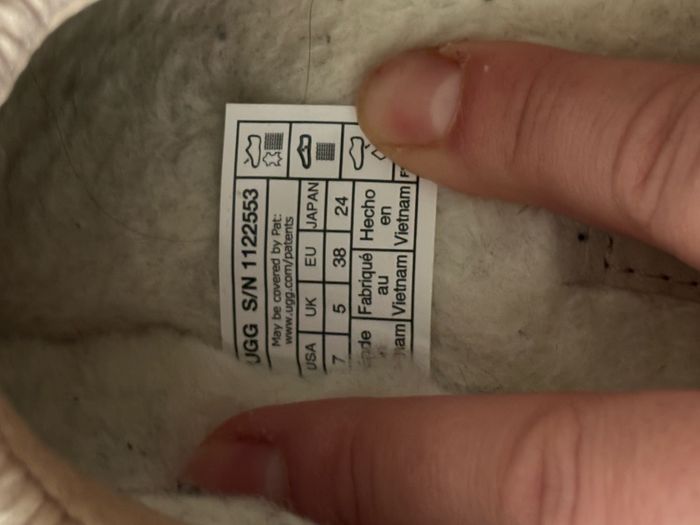 UGG S/N 1122553
May be covered by Pat:
www.ugg.com/patents
USA UK EU JAPAN
7 5 38 24
Fabriqué au Vietnam
Hecho en Vietnam